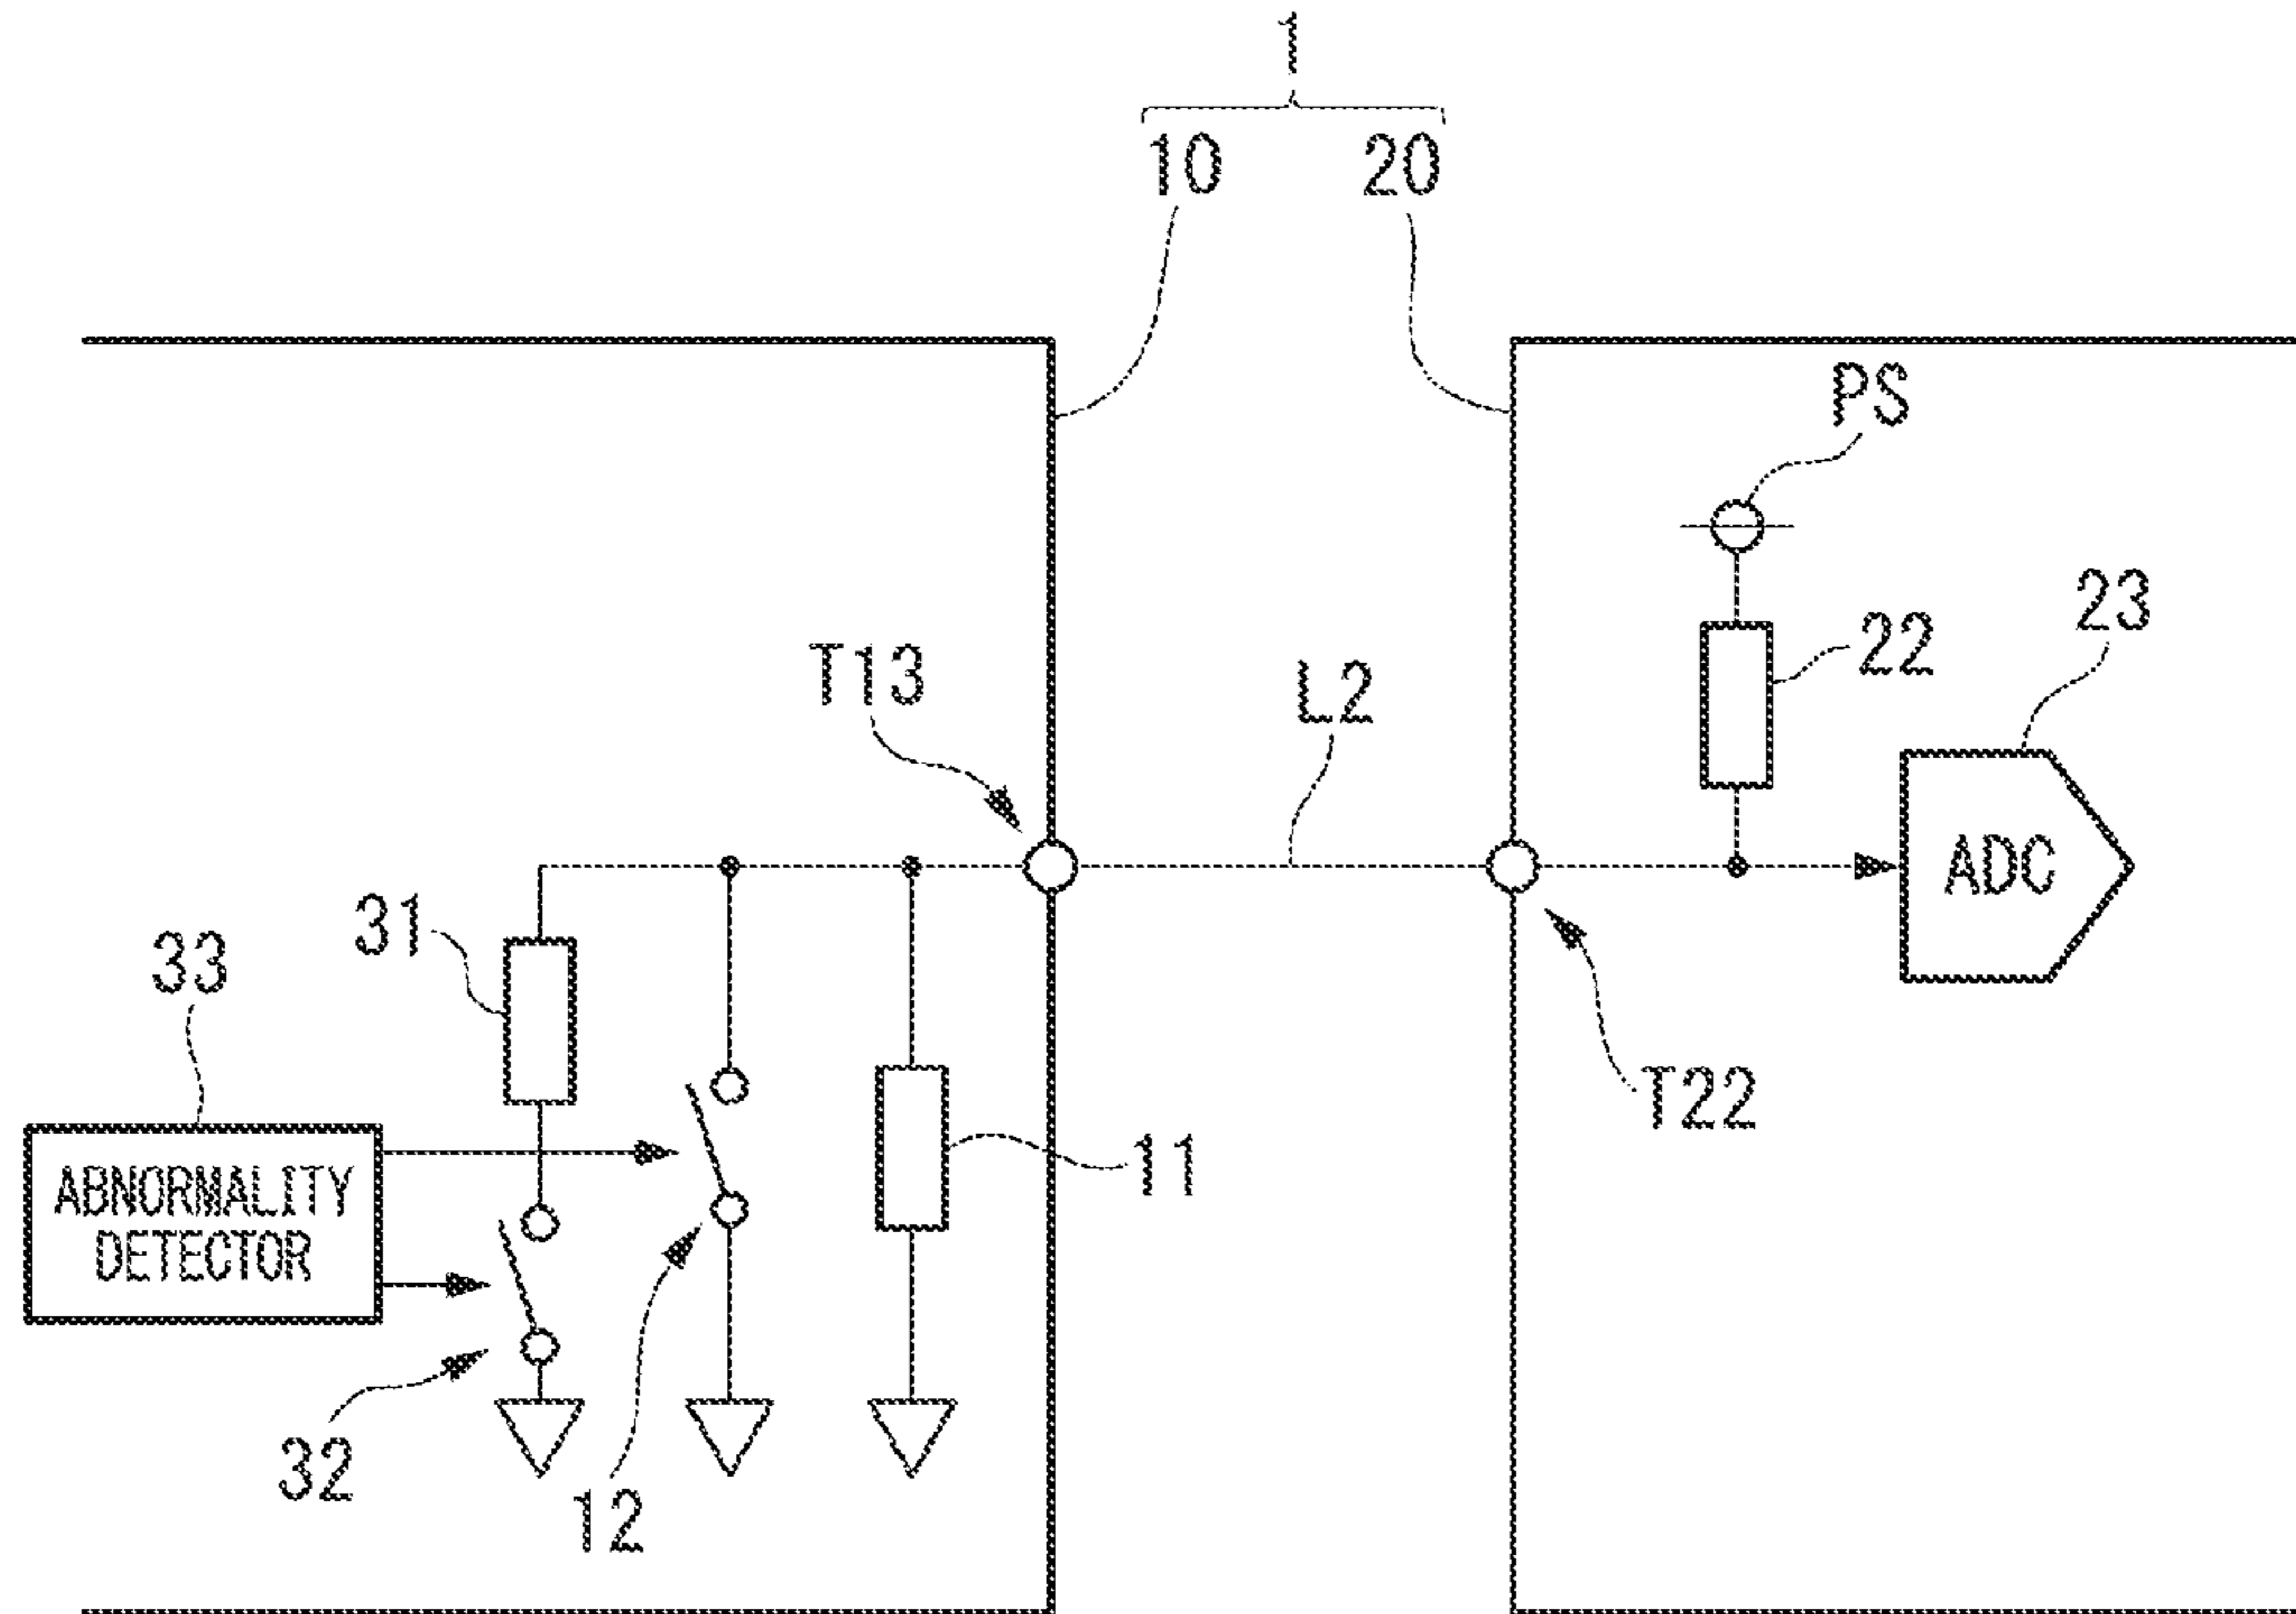 1
10 20
PS
23
22
T13
L2
ADC
31
33
T22
11
ABNORMALITY
DETECTOR
32
12